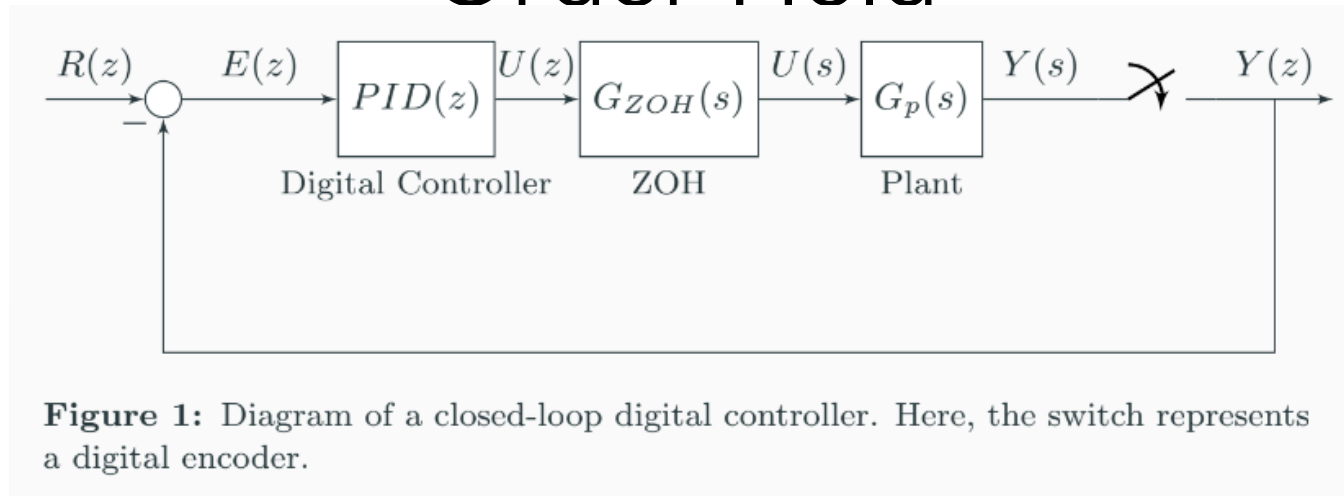 R(z) E(z) U(z) U(s) Y(s) Y(z)
PID(z) G_{ZOH}(s) G_p(s)
−
Digital Controller ZOH Plant
Figure 1: Diagram of a closed-loop digital controller. Here, the switch represents
a digital encoder.